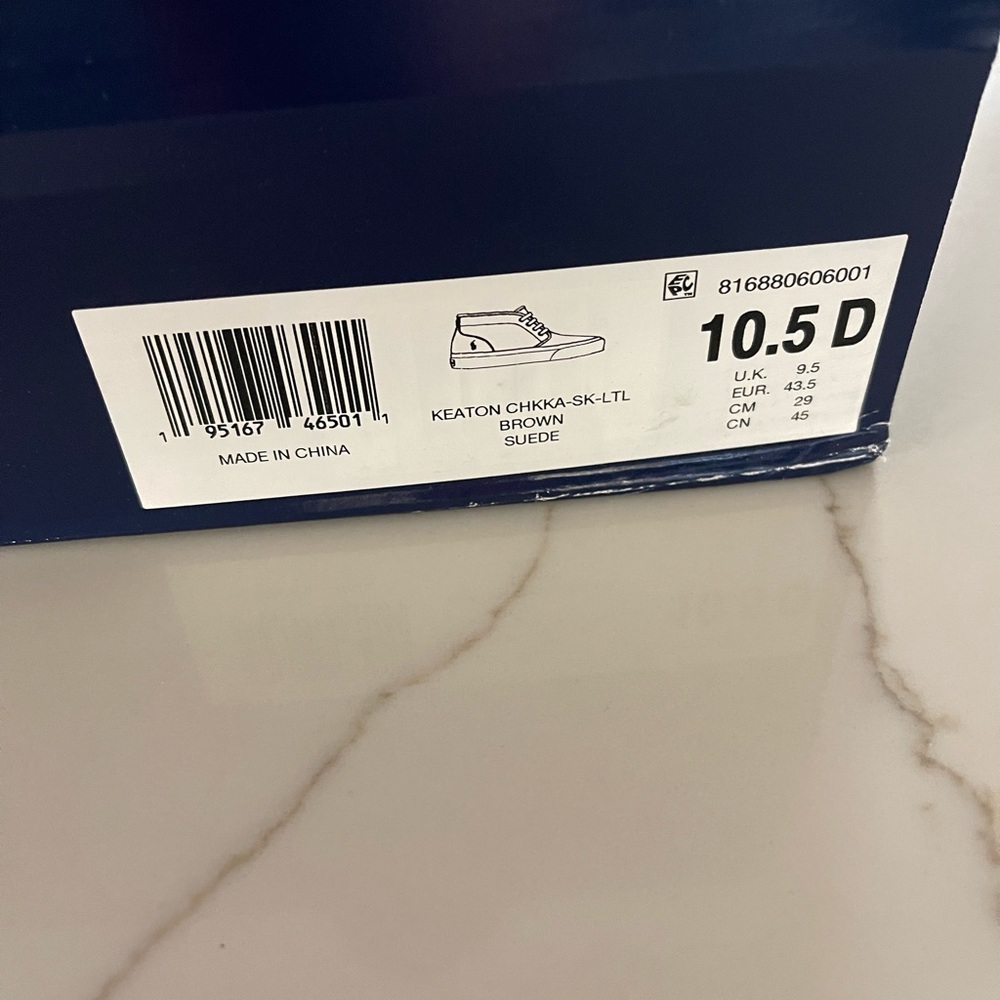 816880606001
10.5 D
U.K. 9.5
EUR. 43.5
CM 29
CN 45
KEATON CHKKA-SK-LTL
BROWN
SUEDE
1 95167 46501 1
MADE IN CHINA